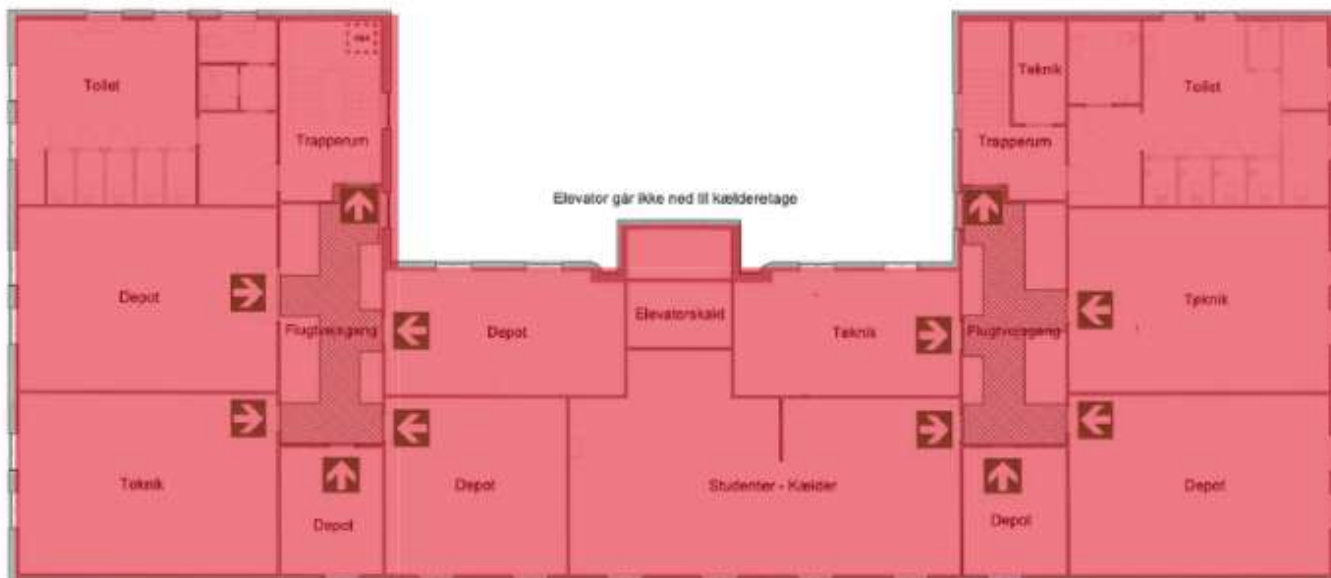 Toilet
Trapperum
Teknik
Toilet
Trapperum
Elevator går ikke ned til kælderetage
Depot
Flugtvejsgang
Depot
Elevatorskakt
Teknik
Flugtvejsgang
Teknik
Teknik
Depot
Depot
Studenter - Kælder
Depot
Depot